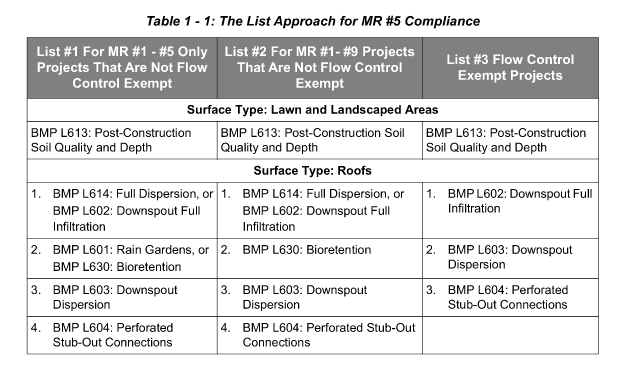 Table 1 - 1: The List Approach for MR #5 Compliance
List #1 For MR #1 - #5 Only
Projects That Are Not Flow
Control Exempt
List #2 For MR #1- #9 Projects
That Are Not Flow Control
Exempt
List #3 Flow Control
Exempt Projects
Surface Type: Lawn and Landscaped Areas
BMP L613: Post-Construction
Soil Quality and Depth
BMP L613: Post-Construction Soil
Quality and Depth
BMP L613: Post-Construction
Soil Quality and Depth
Surface Type: Roofs
1. BMP L614: Full Dispersion, or
BMP L602: Downspout Full
Infiltration
1. BMP L614: Full Dispersion, or
BMP L602: Downspout Full
Infiltration
1. BMP L602: Downspout Full
Infiltration
2. BMP L601: Rain Gardens, or
BMP L630: Bioretention
2. BMP L630: Bioretention
2. BMP L603: Downspout
Dispersion
3. BMP L603: Downspout
Dispersion
3. BMP L603: Downspout
Dispersion
3. BMP L604: Perforated
Stub-Out Connections
4. BMP L604: Perforated
Stub-Out Connections
4. BMP L604: Perforated Stub-Out
Connections